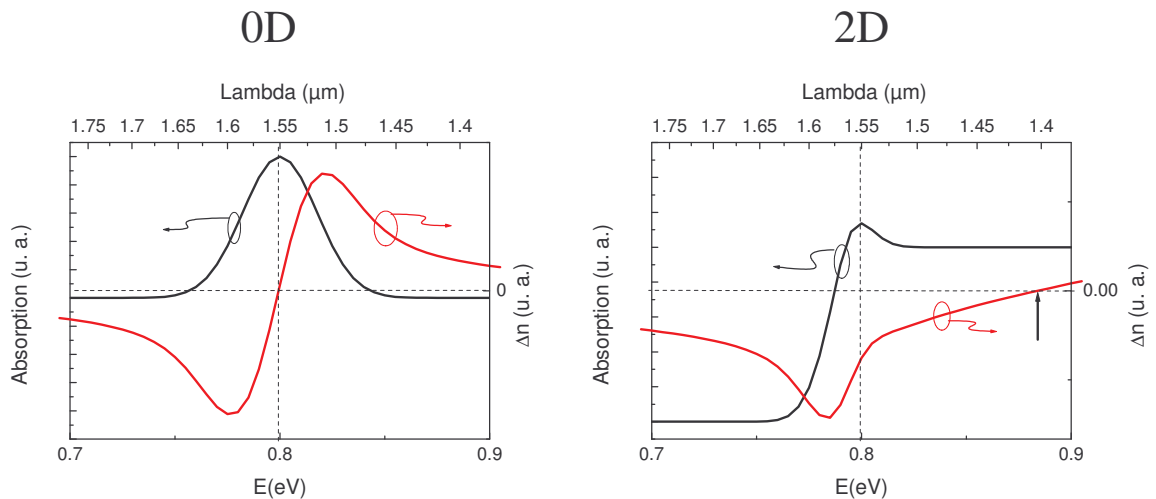 0D
Lambda (μm)
1.75 1.7 1.65 1.6 1.55 1.5 1.45 1.4
Absorption (u. a.)
0
Δn (u. a.)
0.7 0.8 0.9
E(eV)
2D
Lambda (μm)
1.75 1.7 1.65 1.6 1.55 1.5 1.45 1.4
Absorption (u. a.)
0.00
Δn (u. a.)
0.7 0.8 0.9
E(eV)